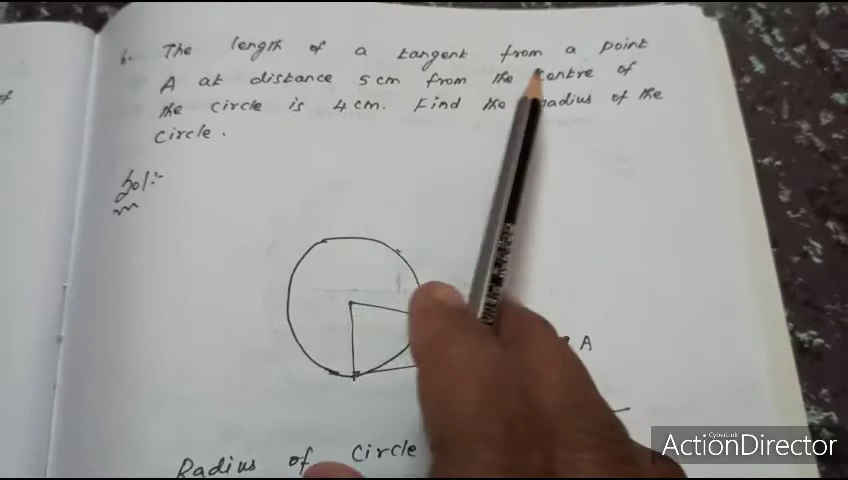 6. The length of a tangent from a point
A at distance 5 cm from the centre of
the circle is 4 cm. Find the radius of the
circle.
Sol:-
A
Radius of circle
CyberLink
ActionDirector